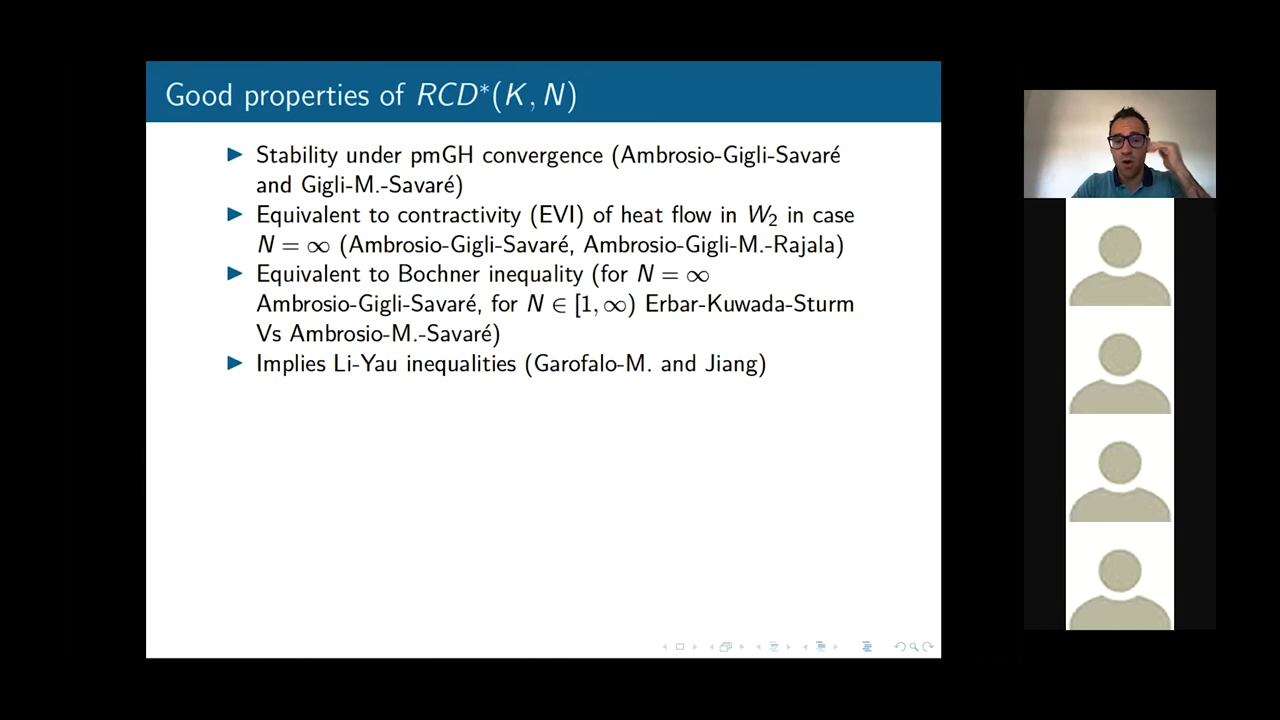 Good properties of RCD*(K, N)
▶ Stability under pmGH convergence (Ambrosio-Gigli-Savaré
and Gigli-M.-Savaré)
▶ Equivalent to contractivity (EVI) of heat flow in W₂ in case
N = ∞ (Ambrosio-Gigli-Savaré, Ambrosio-Gigli-M.-Rajala)
▶ Equivalent to Bochner inequality (for N = ∞
Ambrosio-Gigli-Savaré, for N ∈ [1, ∞) Erbar-Kuwada-Sturm
Vs Ambrosio-M.-Savaré)
▶ Implies Li-Yau inequalities (Garofalo-M. and Jiang)